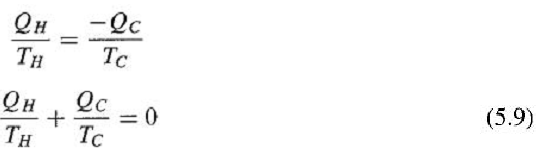 Q_H / T_H = -Q_C / T_C
Q_H / T_H + Q_C / T_C = 0 (5.9)